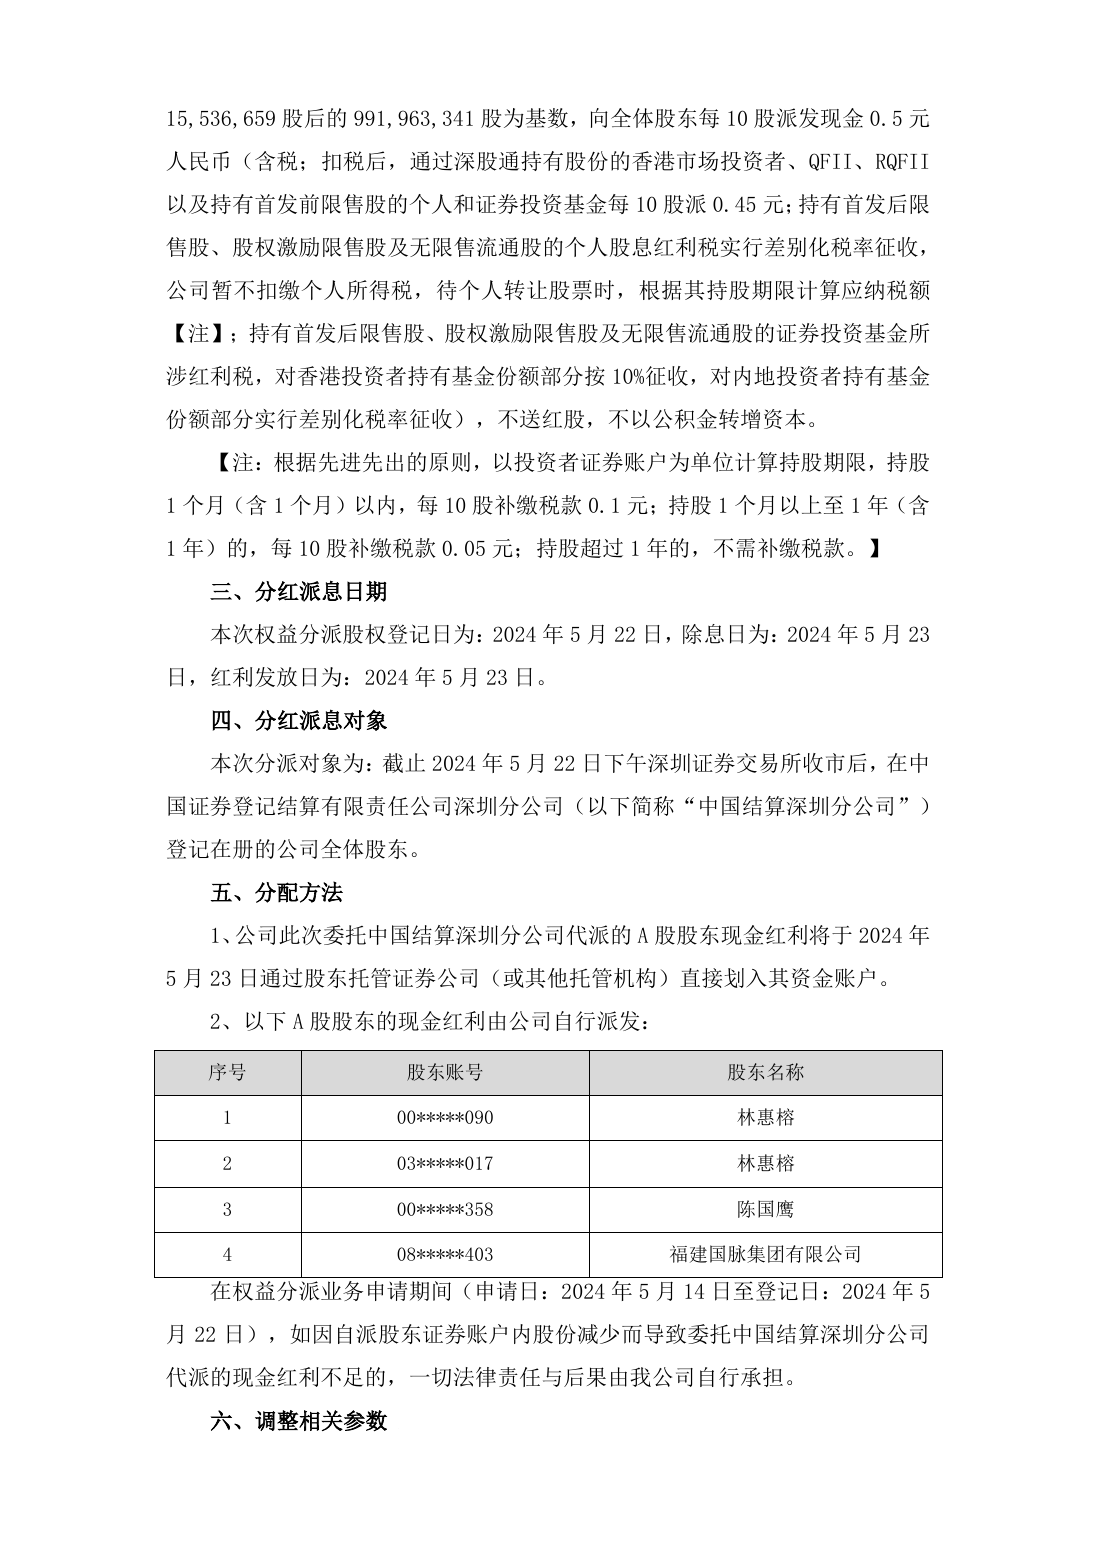 15,536,659 股后的 991,963,341 股为基数，向全体股东每 10 股派发现金 0.5 元
人民币（含税；扣税后，通过深股通持有股份的香港市场投资者、QFII、RQFII
以及持有首发前限售股的个人和证券投资基金每 10 股派 0.45 元；持有首发后限
售股、股权激励限售股及无限售流通股的个人股息红利税实行差别化税率征收，
公司暂不扣缴个人所得税，待个人转让股票时，根据其持股期限计算应纳税额
【注】；持有首发后限售股、股权激励限售股及无限售流通股的证券投资基金所
涉红利税，对香港投资者持有基金份额部分按 10%征收，对内地投资者持有基金
份额部分实行差别化税率征收），不送红股，不以公积金转增资本。
【注：根据先进先出的原则，以投资者证券账户为单位计算持股期限，持股
1 个月（含 1 个月）以内，每 10 股补缴税款 0.1 元；持股 1 个月以上至 1 年（含
1 年）的，每 10 股补缴税款 0.05 元；持股超过 1 年的，不需补缴税款。】
三、分红派息日期
本次权益分派股权登记日为：2024 年 5 月 22 日，除息日为：2024 年 5 月 23
日，红利发放日为：2024 年 5 月 23 日。
四、分红派息对象
本次分派对象为：截止 2024 年 5 月 22 日下午深圳证券交易所收市后，在中
国证券登记结算有限责任公司深圳分公司（以下简称“中国结算深圳分公司”）
登记在册的公司全体股东。
五、分配方法
1、公司此次委托中国结算深圳分公司代派的 A 股股东现金红利将于 2024 年
5 月 23 日通过股东托管证券公司（或其他托管机构）直接划入其资金账户。
2、以下 A 股股东的现金红利由公司自行派发：
序号 股东账号 股东名称
1 00*****090 林惠榕
2 03*****017 林惠榕
3 00*****358 陈国鹰
4 08*****403 福建国脉集团有限公司
在权益分派业务申请期间（申请日：2024 年 5 月 14 日至登记日：2024 年 5
月 22 日），如因自派股东证券账户内股份减少而导致委托中国结算深圳分公司
代派的现金红利不足的，一切法律责任与后果由我公司自行承担。
六、调整相关参数